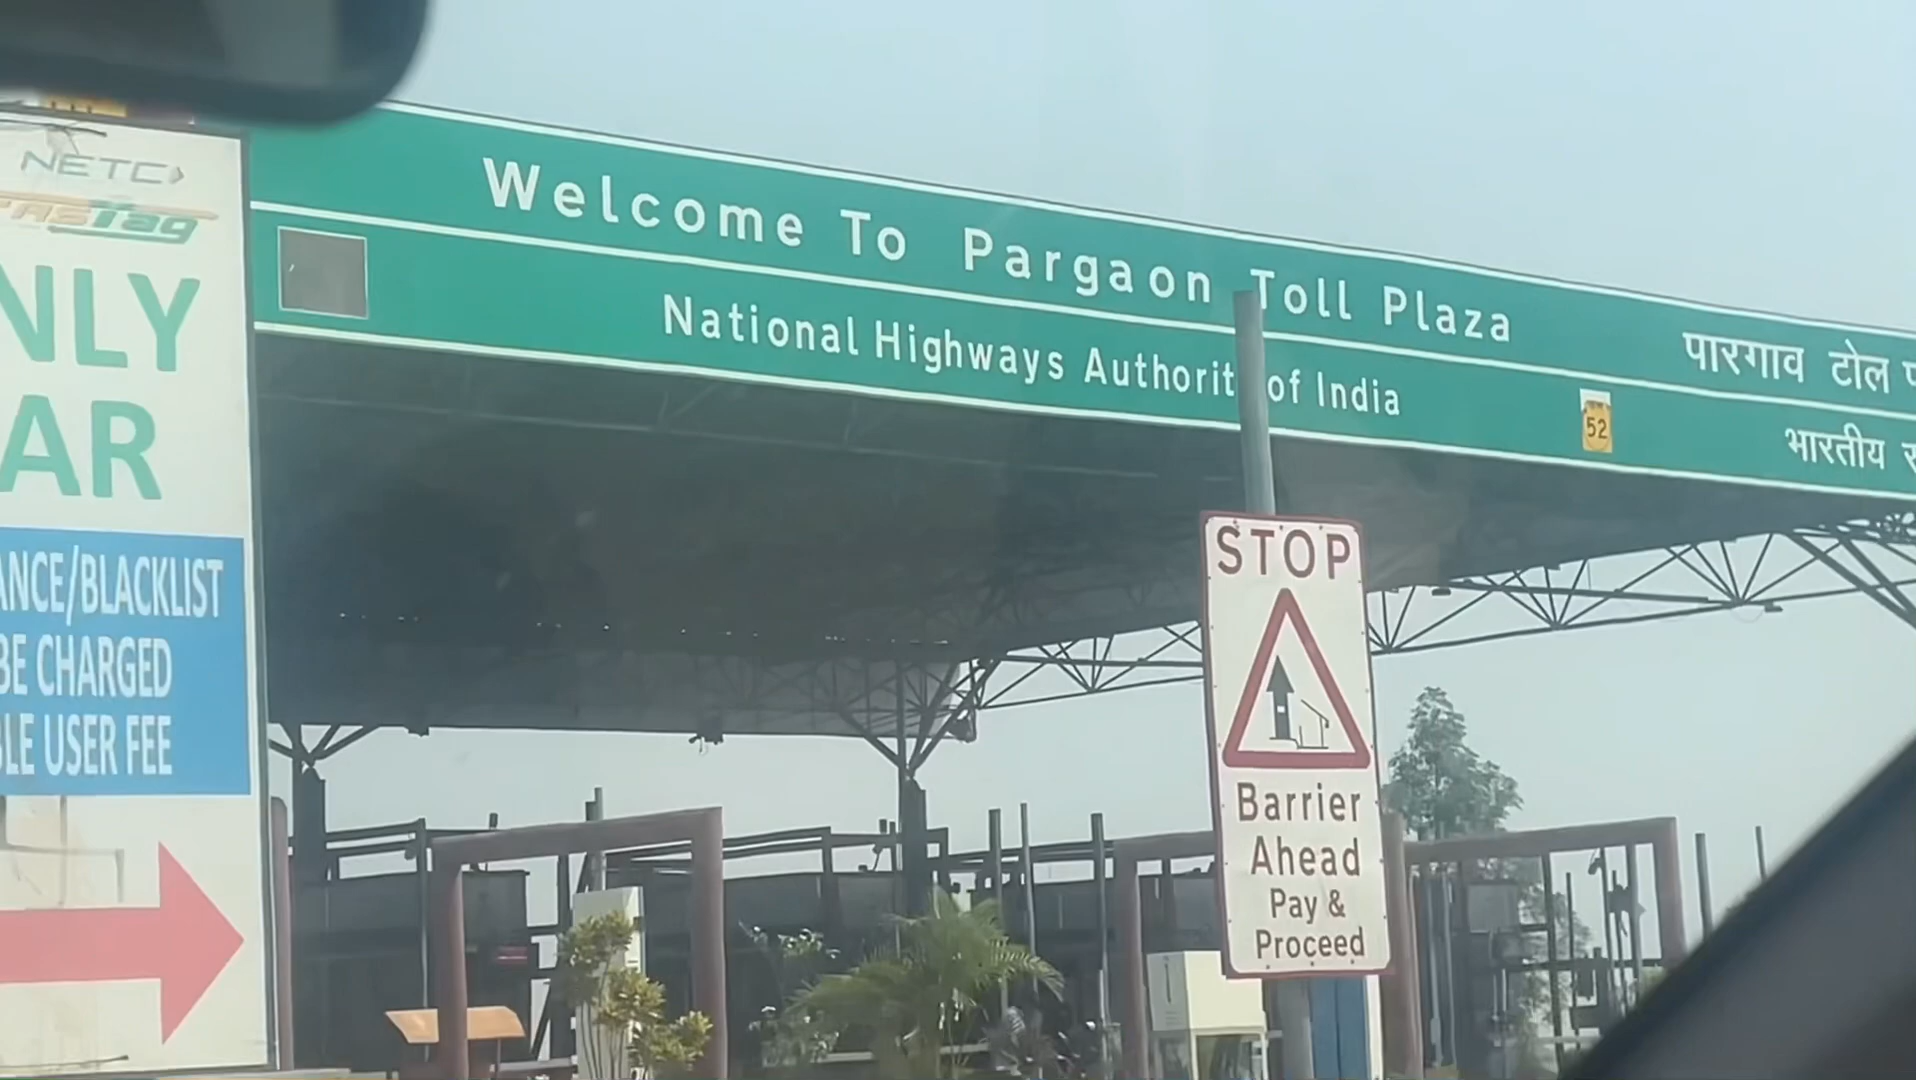 NETC
FASTag
NLY
AR
ANCE/BLACKLIST
BE CHARGED
BLE USER FEE
Welcome To Pargaon Toll Plaza
National Highways Authorit of India
पारगाव टोल
52
भारतीय
STOP
Barrier
Ahead
Pay &
Proceed